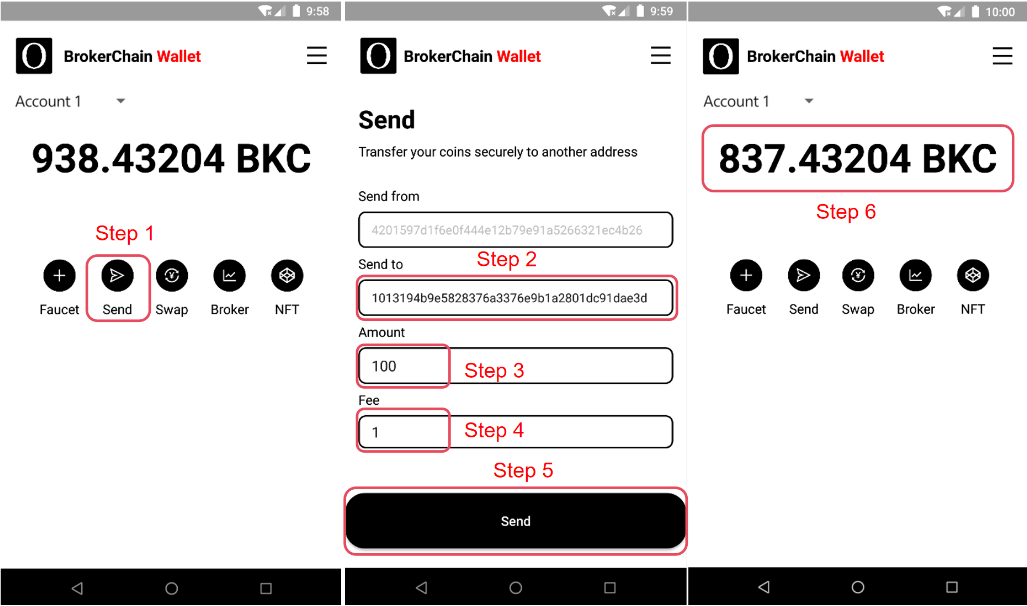 9:58
BrokerChain Wallet
Account 1
938.43204 BKC
Step 1
Faucet
Send
Swap
Broker
NFT
9:59
BrokerChain Wallet
Send
Transfer your coins securely to another address
Send from
4201597d1f6e0f444e12b79e91a5266321ec4b26
Send to
Step 2
1013194b9e5828376a3376e9b1a2801dc91dae3d
Amount
100
Step 3
Fee
1
Step 4
Step 5
Send
10:00
BrokerChain Wallet
Account 1
837.43204 BKC
Step 6
Faucet
Send
Swap
Broker
NFT